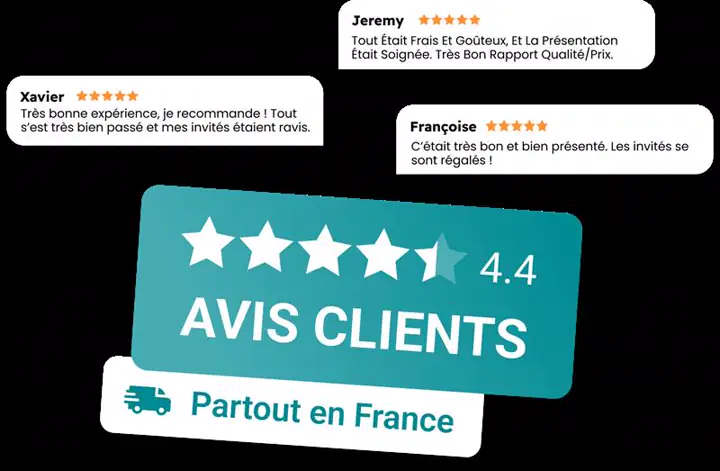 Jeremy
Tout Était Frais Et Goûteux, Et La Présentation
Était Soignée. Très Bon Rapport Qualité/Prix.
Xavier
Très bonne expérience, je recommande ! Tout
s'est très bien passé et mes invités étaient ravis.
Françoise
C'était très bon et bien présenté. Les invités se
sont régalés !
4.4
AVIS CLIENTS
Partout en France